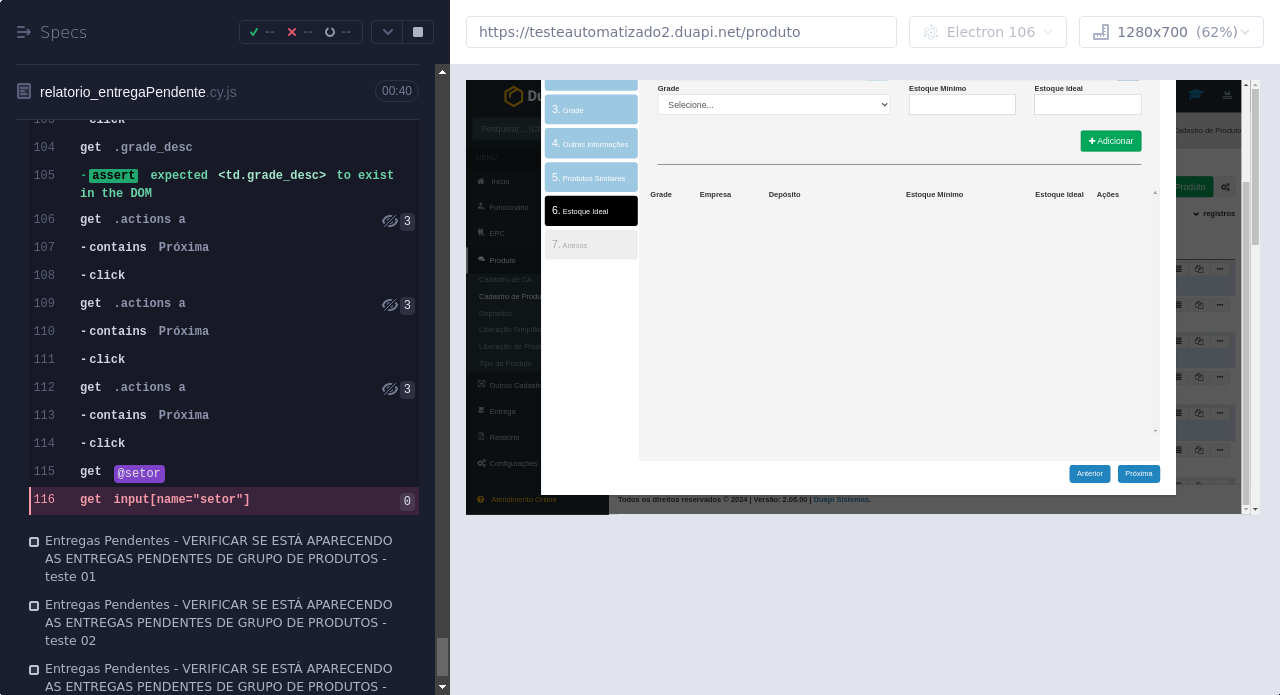 Specs
--
--
--
https://testeautomatizado2.duapi.net/produto
Electron 106
1280x700 (62%)
relatorio_entregaPendente.cy.js
00:40
103 -click
104 get .grade_desc
105 -assert expected <td.grade_desc> to exist
in the DOM
106 get .actions a 3
107 -contains Próxima
108 -click
109 get .actions a 3
110 -contains Próxima
111 -click
112 get .actions a 3
113 -contains Próxima
114 -click
115 get @setor
116 get input[name="setor"] 0
Entregas Pendentes - VERIFICAR SE ESTÁ APARECENDO
AS ENTREGAS PENDENTES DE GRUPO DE PRODUTOS -
teste 01
Entregas Pendentes - VERIFICAR SE ESTÁ APARECENDO
AS ENTREGAS PENDENTES DE GRUPO DE PRODUTOS -
teste 02
Entregas Pendentes - VERIFICAR SE ESTÁ APARECENDO
AS ENTREGAS PENDENTES DE GRUPO DE PRODUTOS -
Du
Pesquisar... (C
MENU
Início
Funcionário
EPC
Produto
Cadastro de CA
Cadastro de Produ
Depósitos
Liberação Simplific
Liberação de Prod
Tipo de Produto
Outros Cadastr
Entrega
Relatório
Configurações
Atendimento Online
3. Grade
4. Outras Informações
5. Produtos Similares
6. Estoque Ideal
7. Anexos
Grade
Estoque Mínimo
Estoque Ideal
Selecione...
Adicionar
Grade Empresa Depósito Estoque Mínimo Estoque Ideal Ações
Anterior
Próxima
Cadastro de Produto
Produto
registros
Todos os direitos reservados © 2024 | Versão: 2.06.00 | Duapi Sistemas.